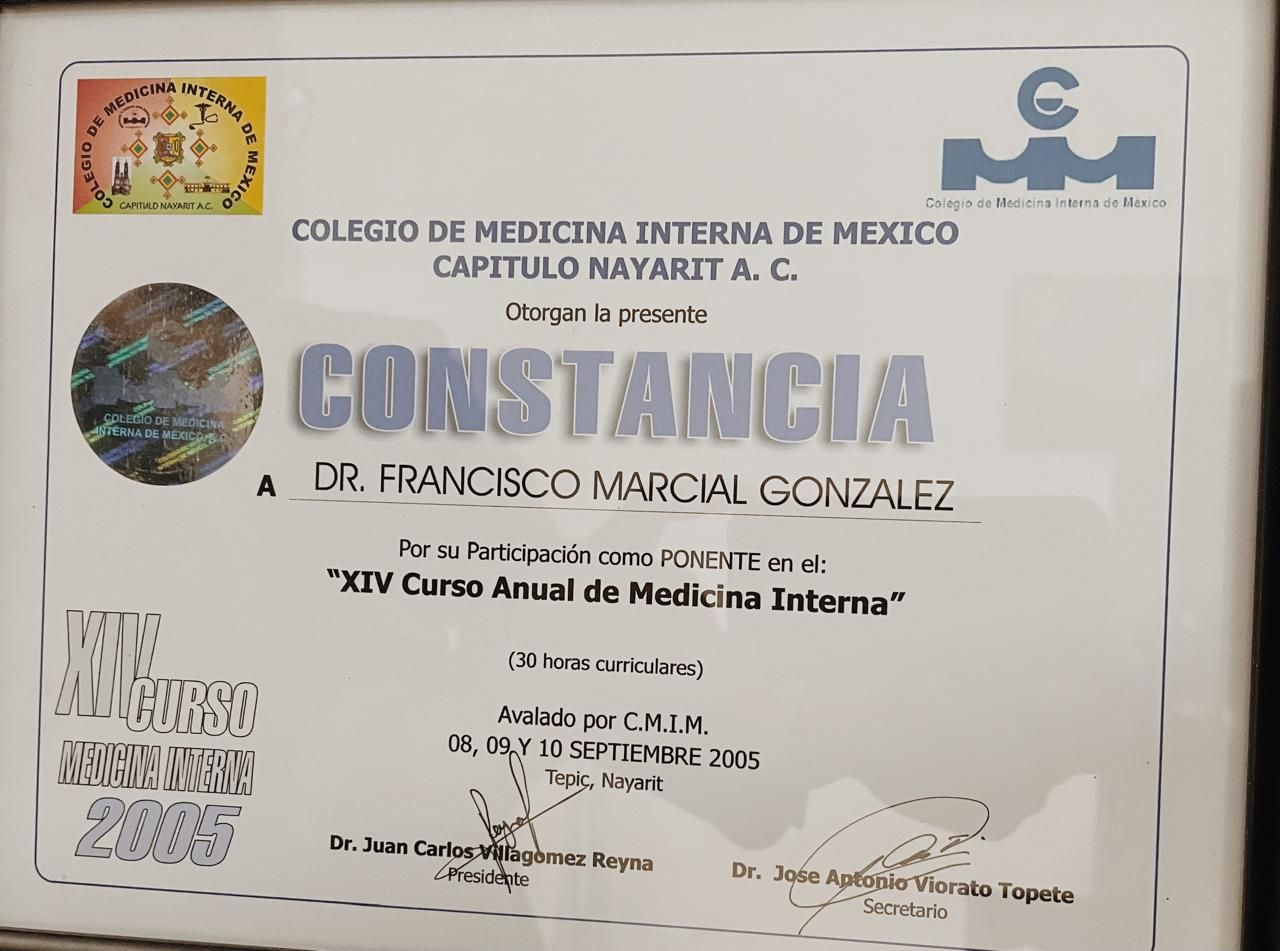 COLEGIO DE MEDICINA INTERNA DE MEXICO
CAPITULO NAYARIT A.C.
CMM
Colegio de Medicina Interna de México
COLEGIO DE MEDICINA INTERNA DE MEXICO
CAPITULO NAYARIT A. C.
Otorgan la presente
CONSTANCIA
COLEGIO DE MEDICINA
INTERNA DE MEXICO, A.C.
A DR. FRANCISCO MARCIAL GONZALEZ
Por su Participación como PONENTE en el:
“XIV Curso Anual de Medicina Interna”
(30 horas curriculares)
Avalado por C.M.I.M.
08, 09 Y 10 SEPTIEMBRE 2005
Tepic, Nayarit
XIV CURSO
MEDICINA INTERNA
2005
Dr. Juan Carlos Villagomez Reyna
Presidente
Dr. Jose Antonio Viorato Topete
Secretario